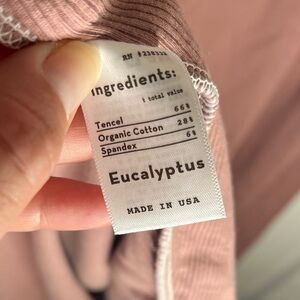 Ingredients:
% total value
Tencel 66%
Organic Cotton 28%
Spandex 6%
Eucalyptus
MADE IN USA